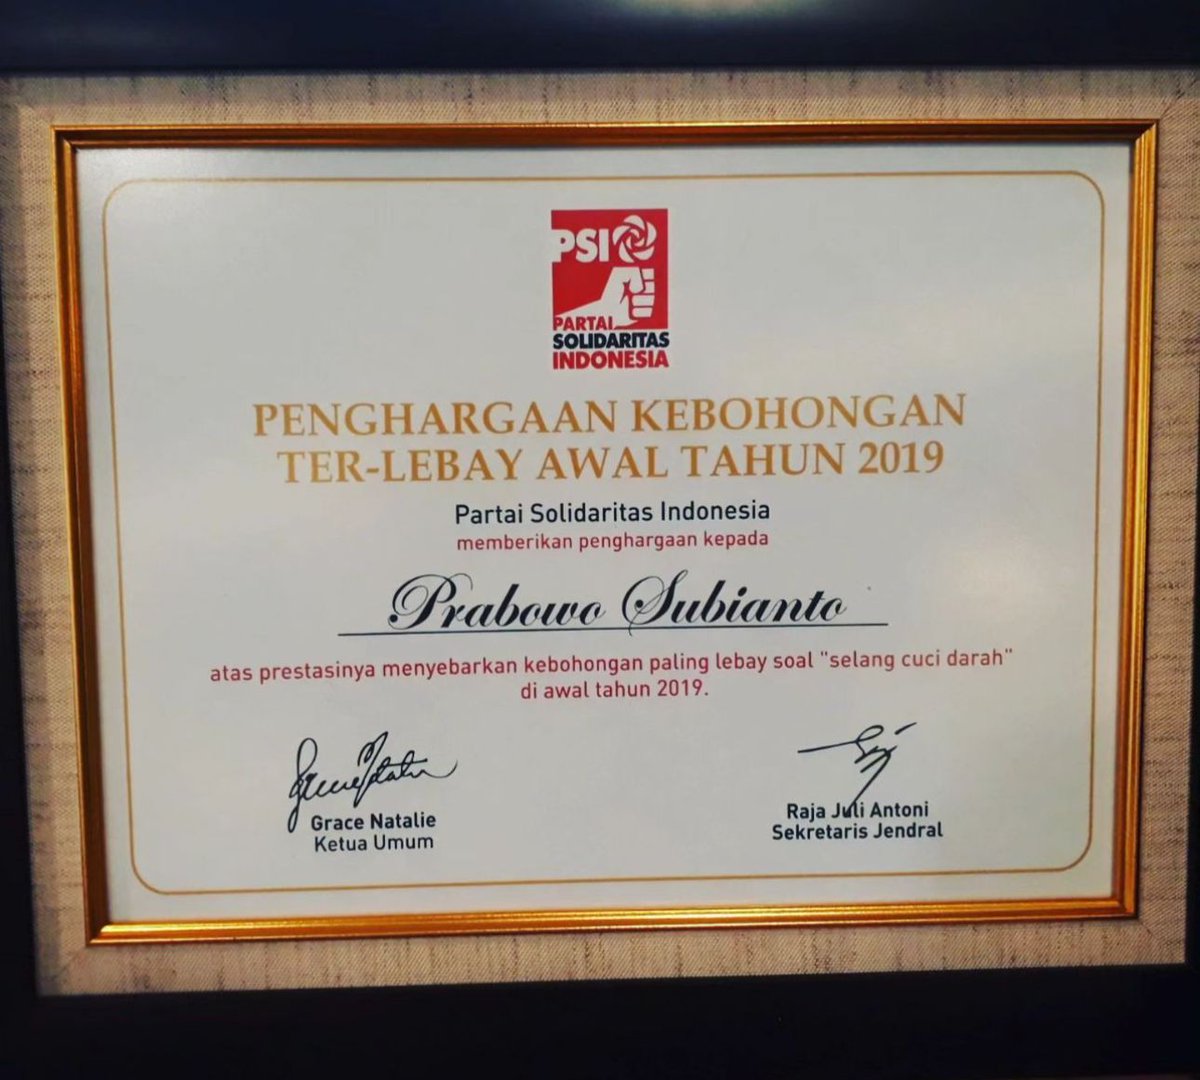 PSI
PARTAI
SOLIDARITAS
INDONESIA
PENGHARGAAN KEBOHONGAN
TER-LEBAY AWAL TAHUN 2019
Partai Solidaritas Indonesia
memberikan penghargaan kepada
Prabowo Subianto
atas prestasinya menyebarkan kebohongan paling lebay soal "selang cuci darah"
di awal tahun 2019.
Grace Natalie
Ketua Umum
Raja Juli Antoni
Sekretaris Jendral